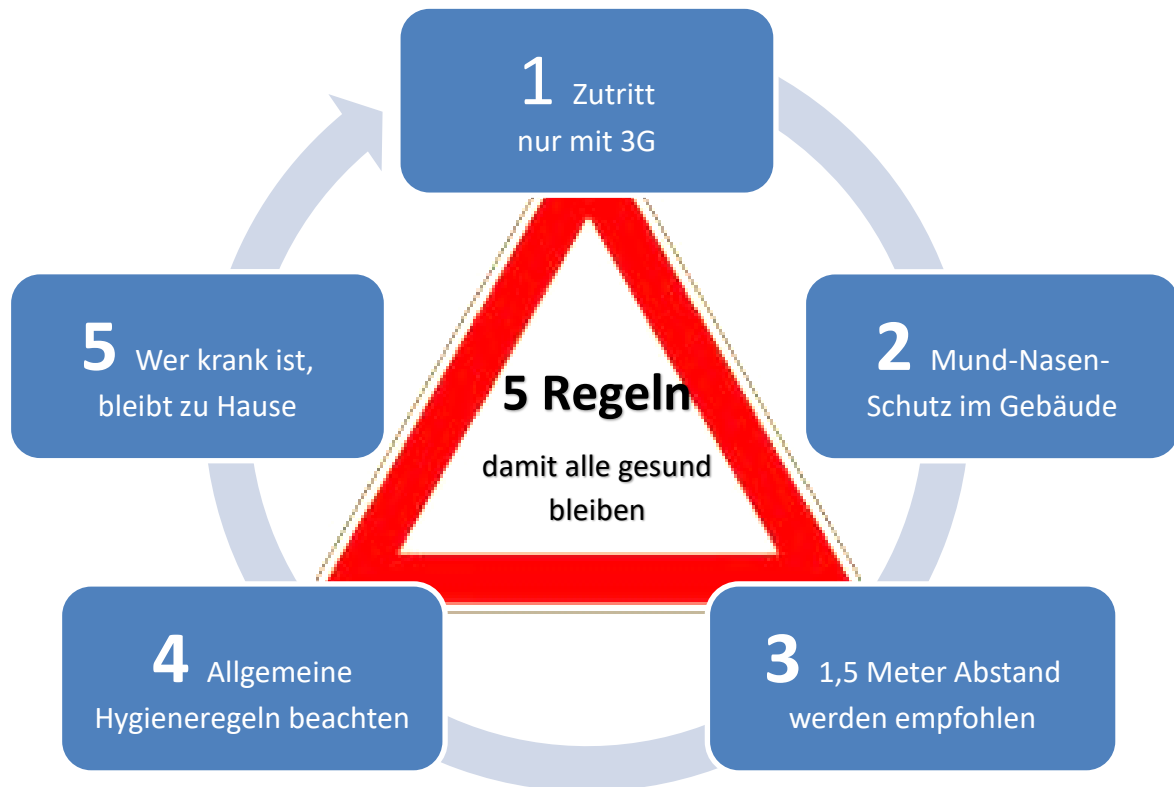 1 Zutritt
nur mit 3G
2 Mund-Nasen-
Schutz im Gebäude
3 1,5 Meter Abstand
werden empfohlen
4 Allgemeine
Hygieneregeln beachten
5 Wer krank ist,
bleibt zu Hause
5 Regeln
damit alle gesund
bleiben